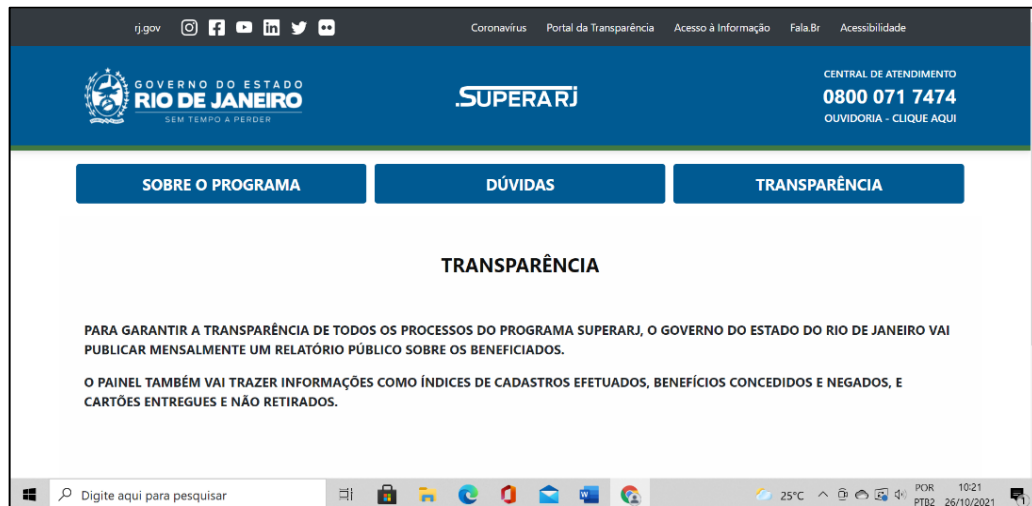 rj.gov
Coronavírus Portal da Transparência Acesso à Informação Fala.Br Acessibilidade
GOVERNO DO ESTADO
RIO DE JANEIRO
SEM TEMPO A PERDER
.SUPERARJ
CENTRAL DE ATENDIMENTO
0800 071 7474
OUVIDORIA - CLIQUE AQUI
SOBRE O PROGRAMA
DÚVIDAS
TRANSPARÊNCIA
TRANSPARÊNCIA
PARA GARANTIR A TRANSPARÊNCIA DE TODOS OS PROCESSOS DO PROGRAMA SUPERARJ, O GOVERNO DO ESTADO DO RIO DE JANEIRO VAI
PUBLICAR MENSALMENTE UM RELATÓRIO PÚBLICO SOBRE OS BENEFICIADOS.
O PAINEL TAMBÉM VAI TRAZER INFORMAÇÕES COMO ÍNDICES DE CADASTROS EFETUADOS, BENEFÍCIOS CONCEDIDOS E NEGADOS, E
CARTÕES ENTREGUES E NÃO RETIRADOS.
Digite aqui para pesquisar
25°C
POR
PTB2
10:21
26/10/2021